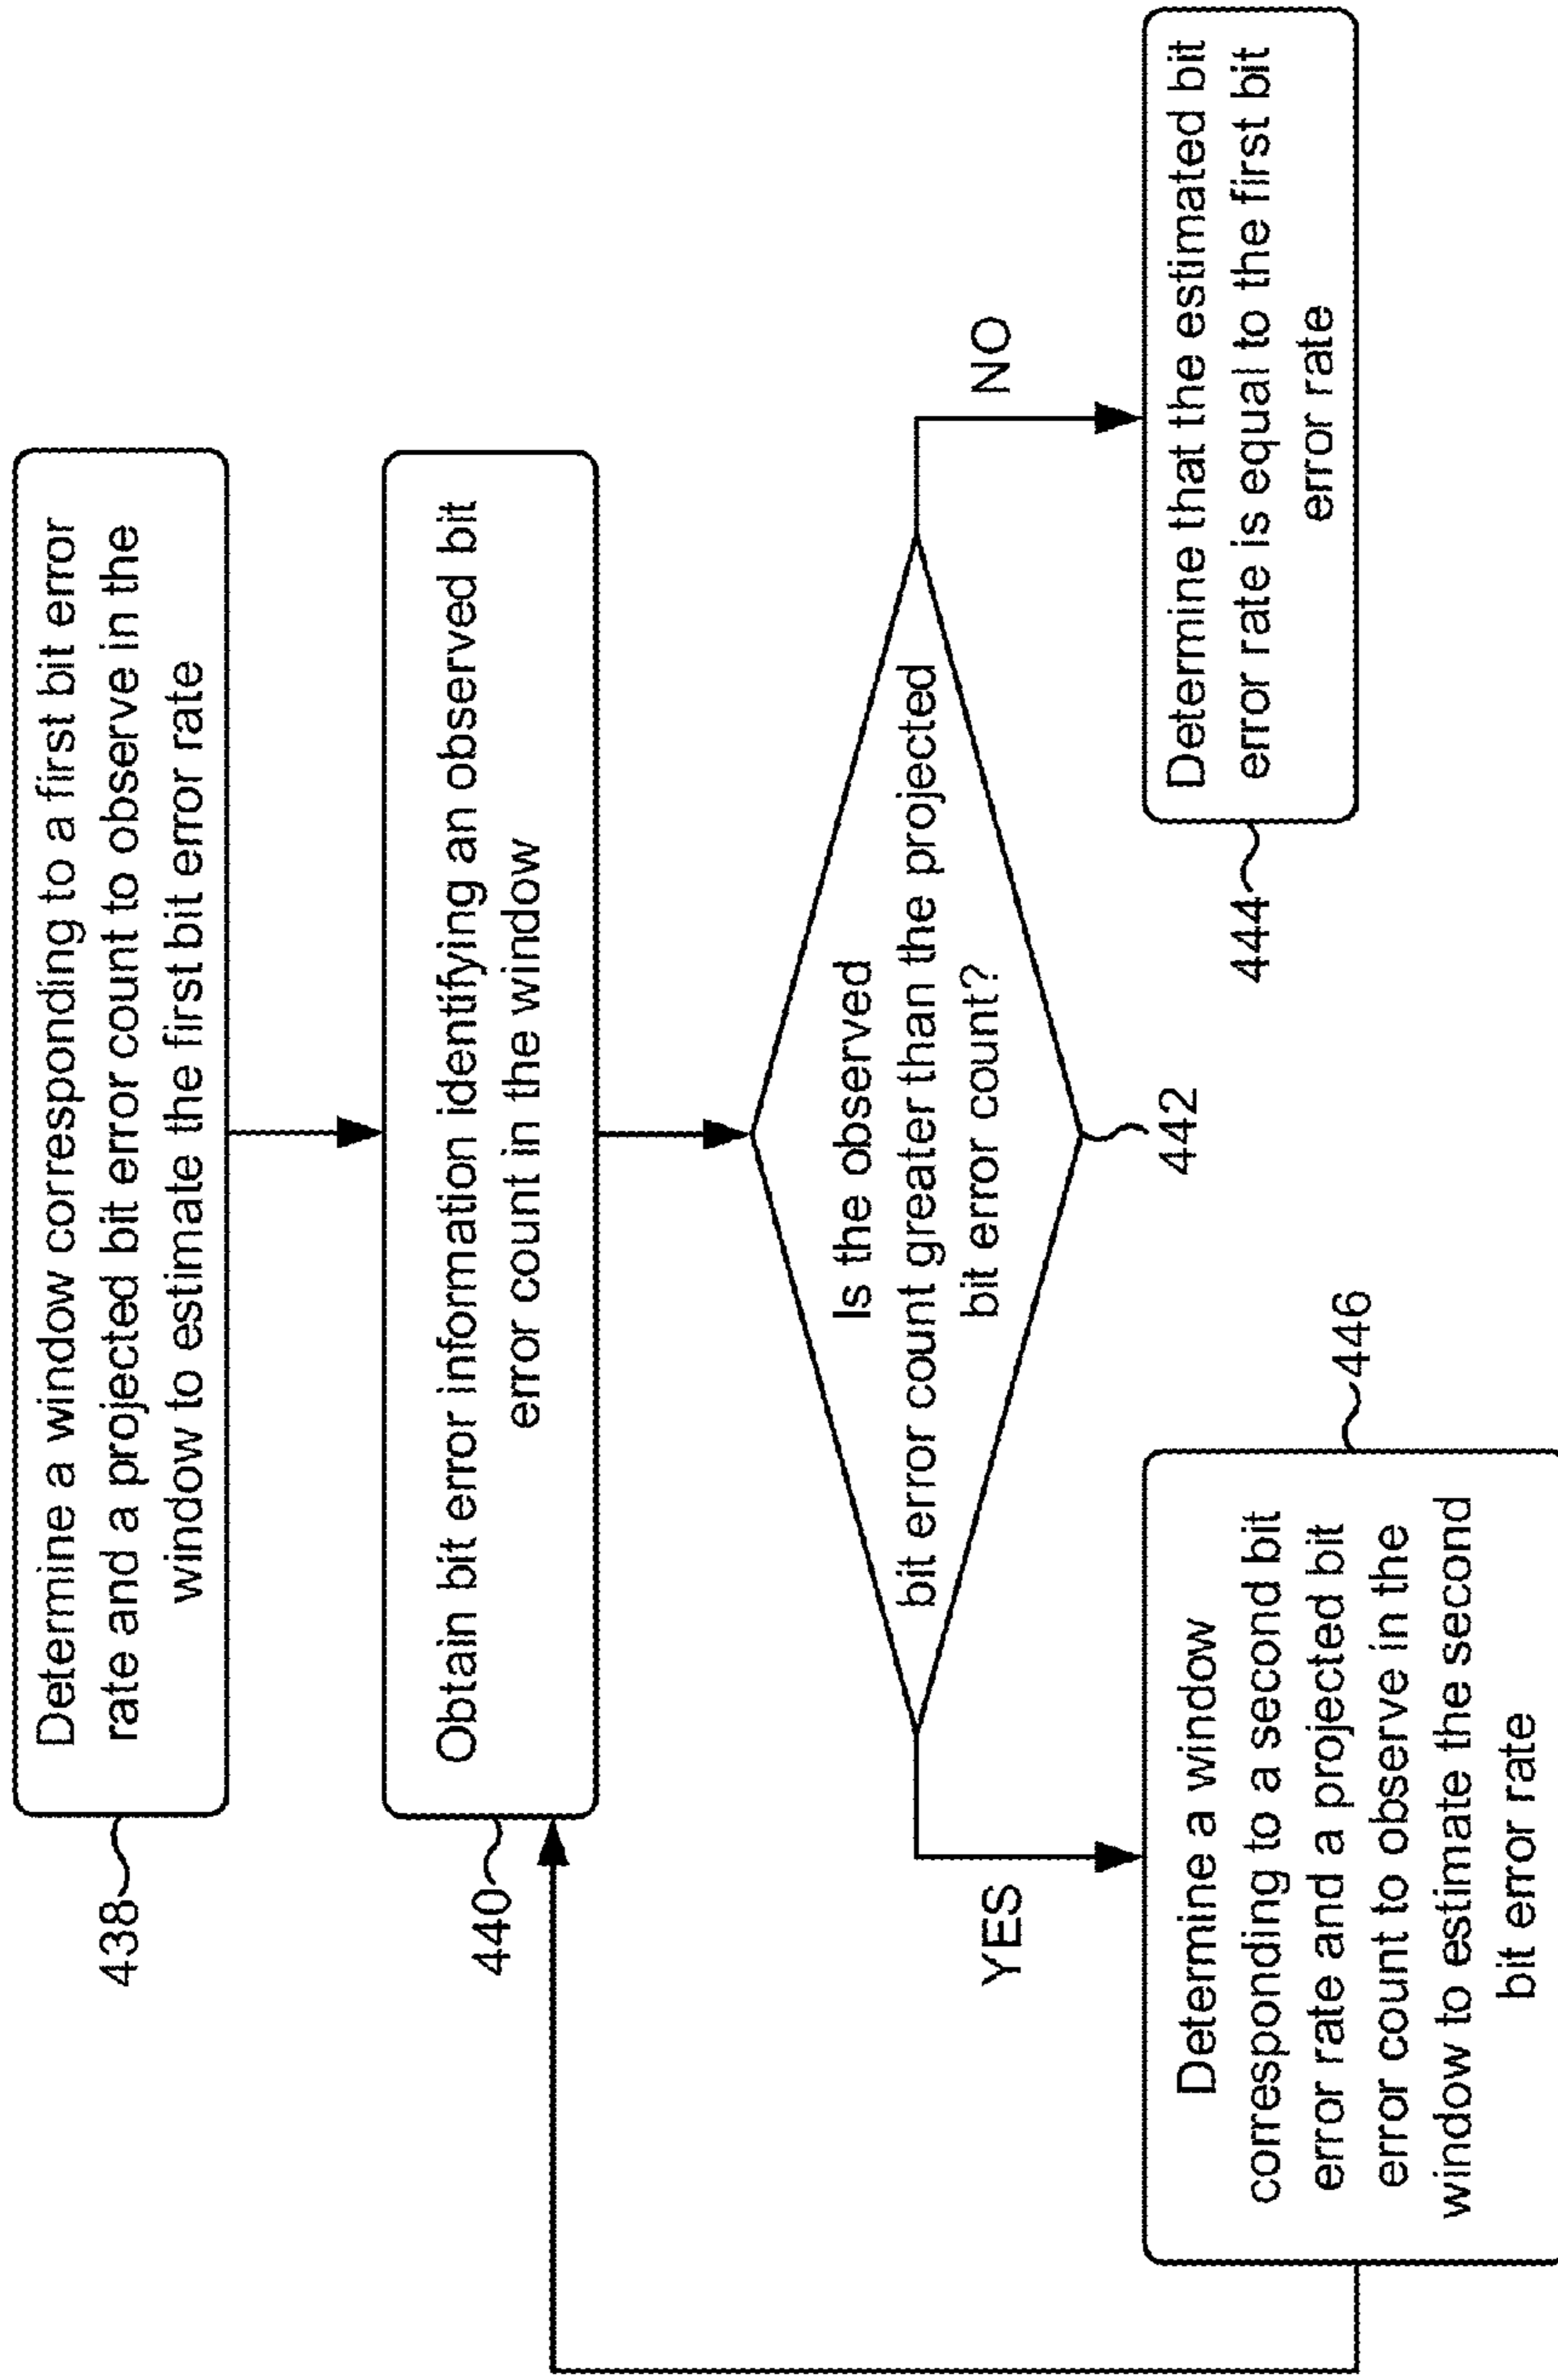 438
Determine a window corresponding to a first bit error
rate and a projected bit error count to observe in the
window to estimate the first bit error rate
440
Obtain bit error information identifying an observed bit
error count in the window
Is the observed
bit error count greater than the projected
bit error count?
442
YES
NO
Determine a window
corresponding to a second bit
error rate and a projected bit
error count to observe in the
window to estimate the second
bit error rate
446
444
Determine that the estimated bit
error rate is equal to the first bit
error rate